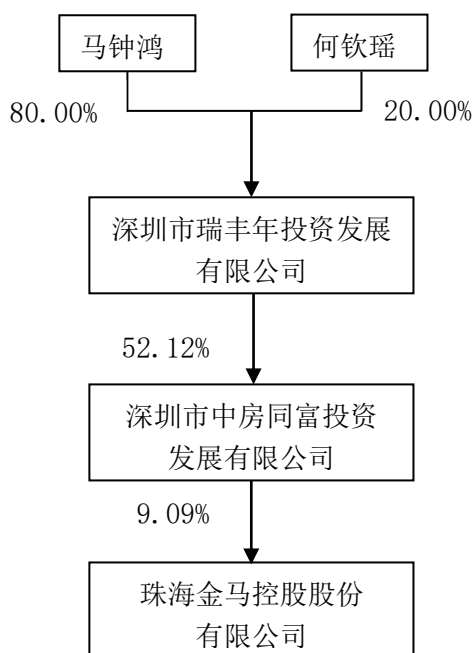 马钟鸿
何钦瑶
80.00%
20.00%
深圳市瑞丰年投资发展
有限公司
52.12%
深圳市中房同富投资
发展有限公司
9.09%
珠海金马控股股份
有限公司